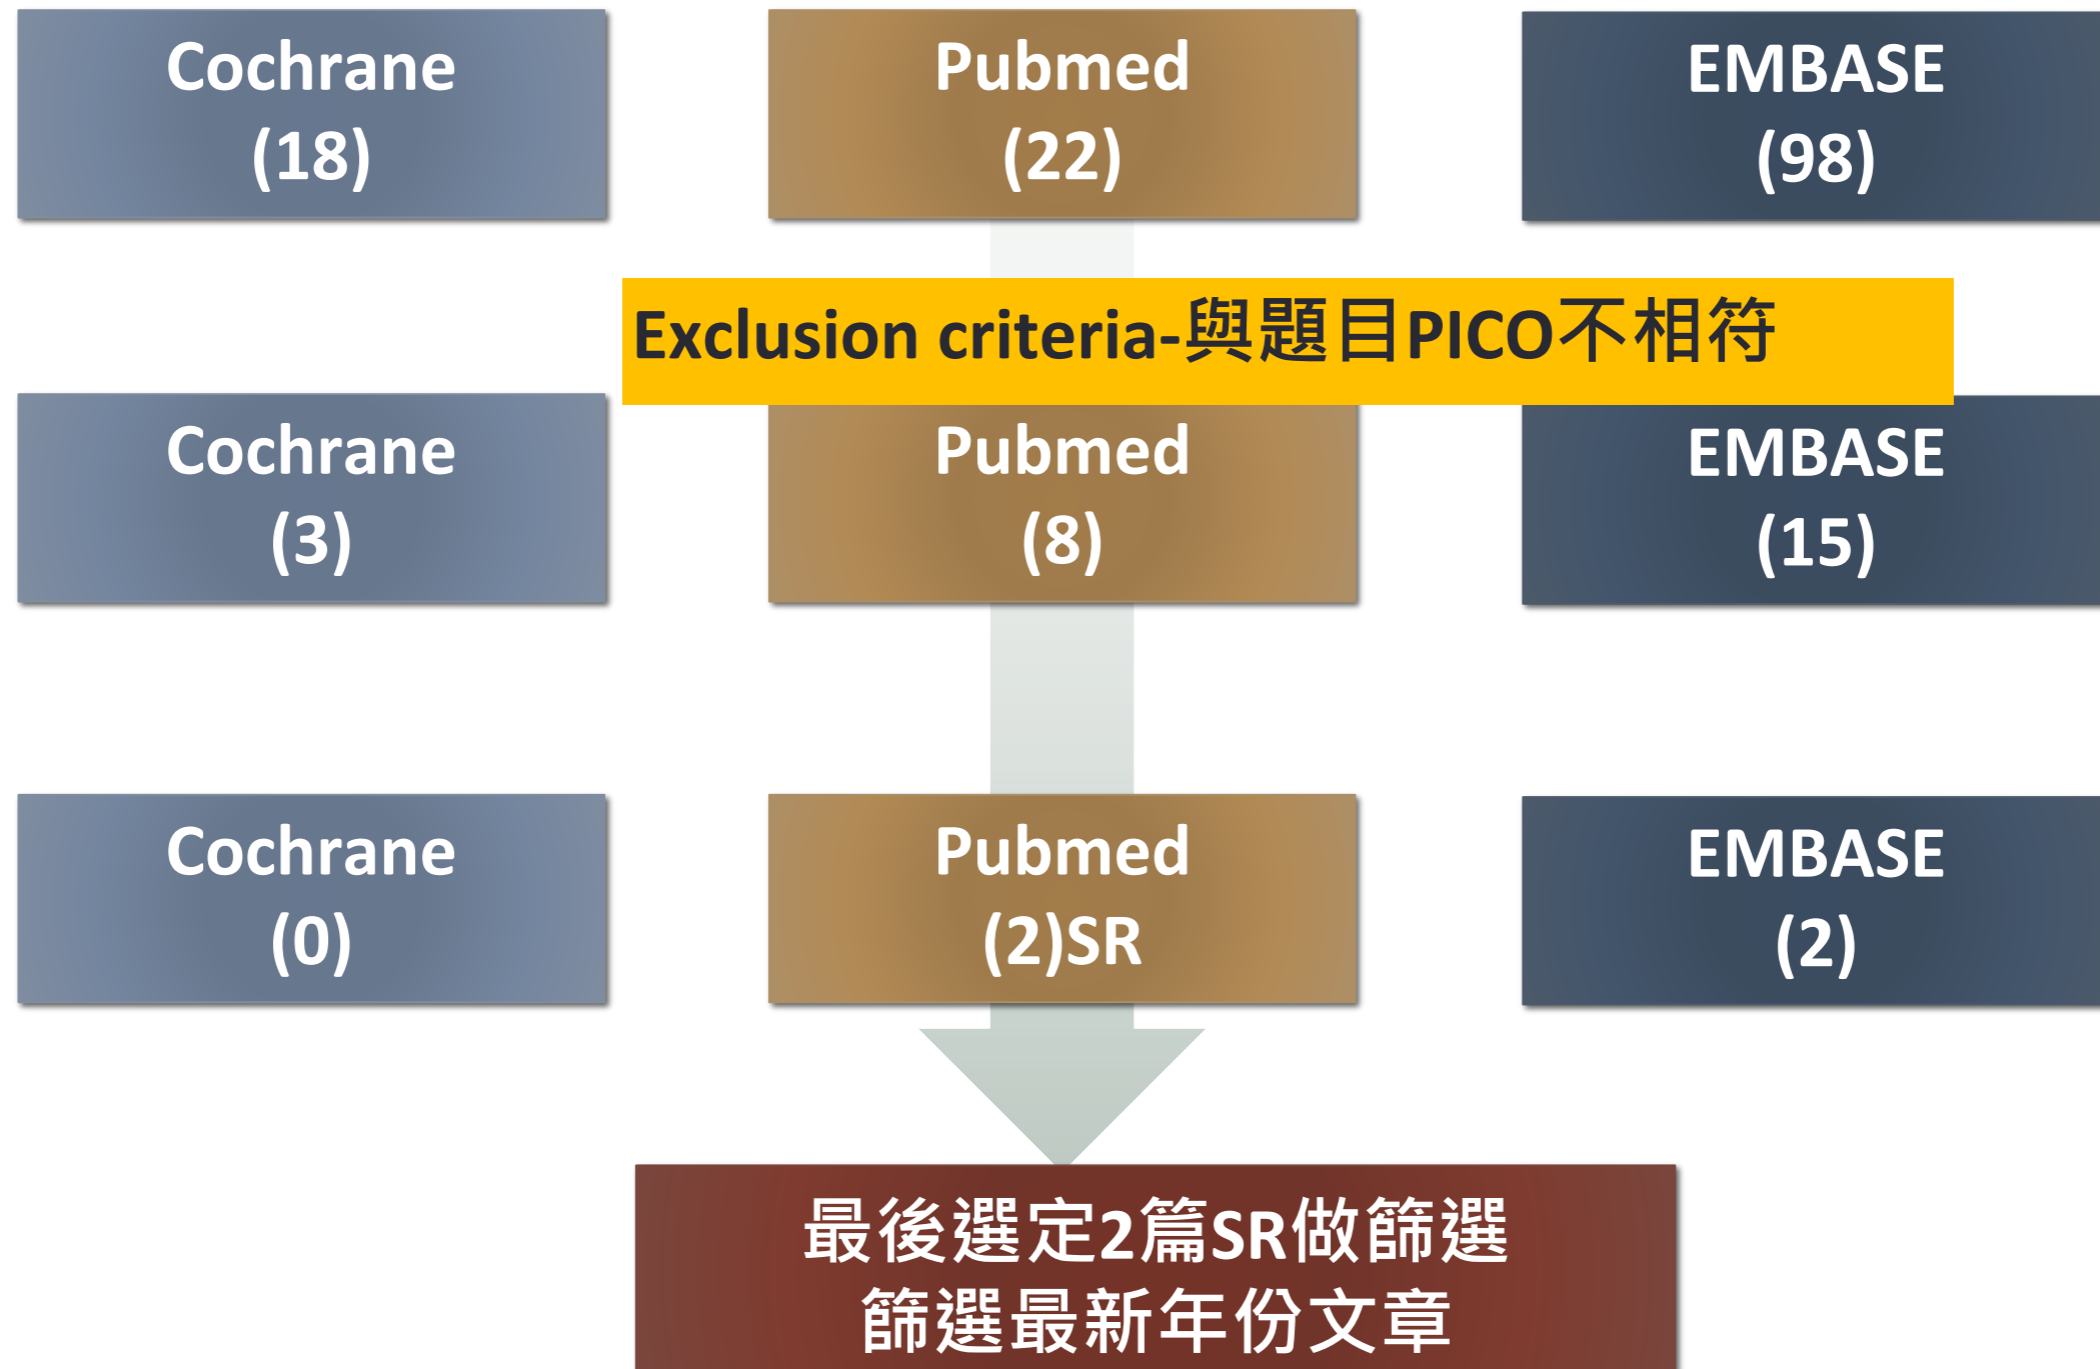 Cochrane
(18)
Pubmed
(22)
EMBASE
(98)
Exclusion criteria-與題目PICO不相符
Cochrane
(3)
Pubmed
(8)
EMBASE
(15)
Cochrane
(0)
Pubmed
(2)SR
EMBASE
(2)
最後選定2篇SR做篩選
篩選最新年份文章